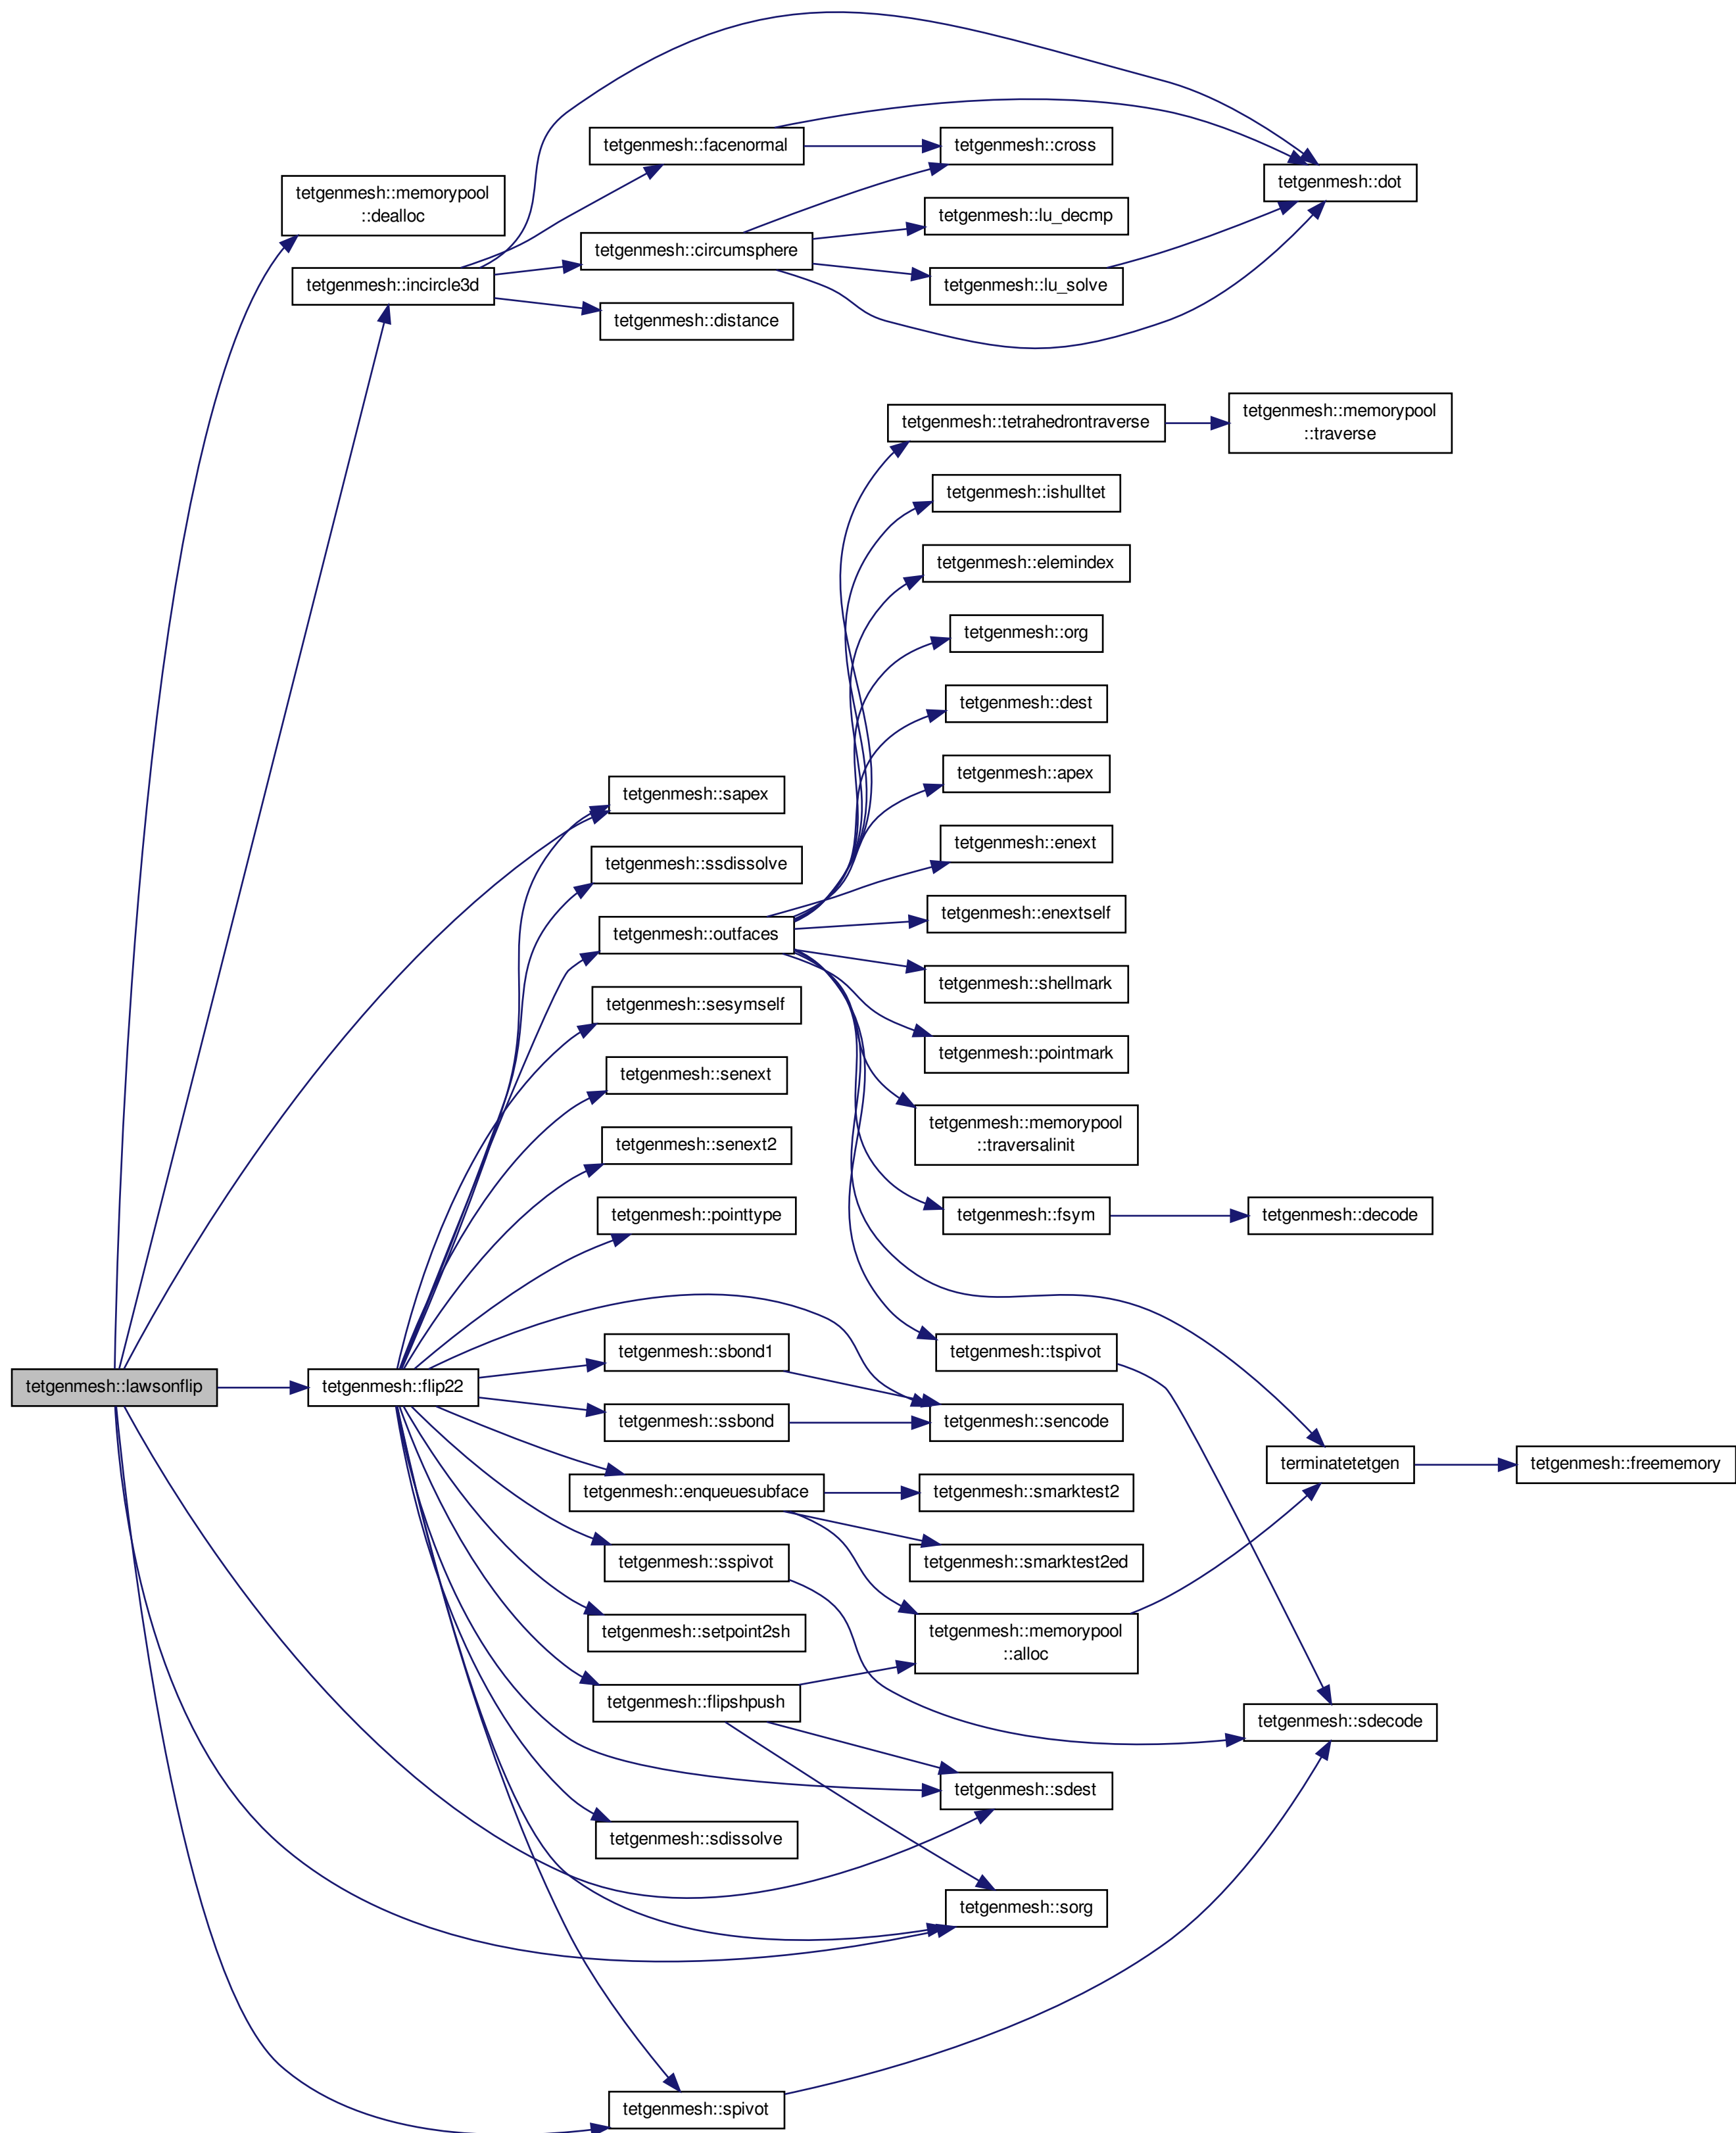 tetgenmesh::facenormal
tetgenmesh::cross
tetgenmesh::dot
tetgenmesh::memorypool
::dealloc
tetgenmesh::lu_decmp
tetgenmesh::circumsphere
tetgenmesh::incircle3d
tetgenmesh::lu_solve
tetgenmesh::distance
tetgenmesh::tetrahedrontraverse
tetgenmesh::memorypool
::traverse
tetgenmesh::ishulltet
tetgenmesh::elemindex
tetgenmesh::org
tetgenmesh::dest
tetgenmesh::apex
tetgenmesh::sapex
tetgenmesh::enext
tetgenmesh::ssdissolve
tetgenmesh::enextself
tetgenmesh::outfaces
tetgenmesh::shellmark
tetgenmesh::sesymself
tetgenmesh::pointmark
tetgenmesh::senext
tetgenmesh::memorypool
::traversalinit
tetgenmesh::senext2
tetgenmesh::pointtype
tetgenmesh::fsym
tetgenmesh::decode
tetgenmesh::sbond1
tetgenmesh::tspivot
tetgenmesh::lawsonflip
tetgenmesh::flip22
tetgenmesh::ssbond
tetgenmesh::sencode
terminatetetgen
tetgenmesh::freememory
tetgenmesh::enqueuesubface
tetgenmesh::smarktest2
tetgenmesh::sspivot
tetgenmesh::smarktest2ed
tetgenmesh::setpoint2sh
tetgenmesh::memorypool
::alloc
tetgenmesh::flipshpush
tetgenmesh::sdecode
tetgenmesh::sdest
tetgenmesh::sdissolve
tetgenmesh::sorg
tetgenmesh::spivot